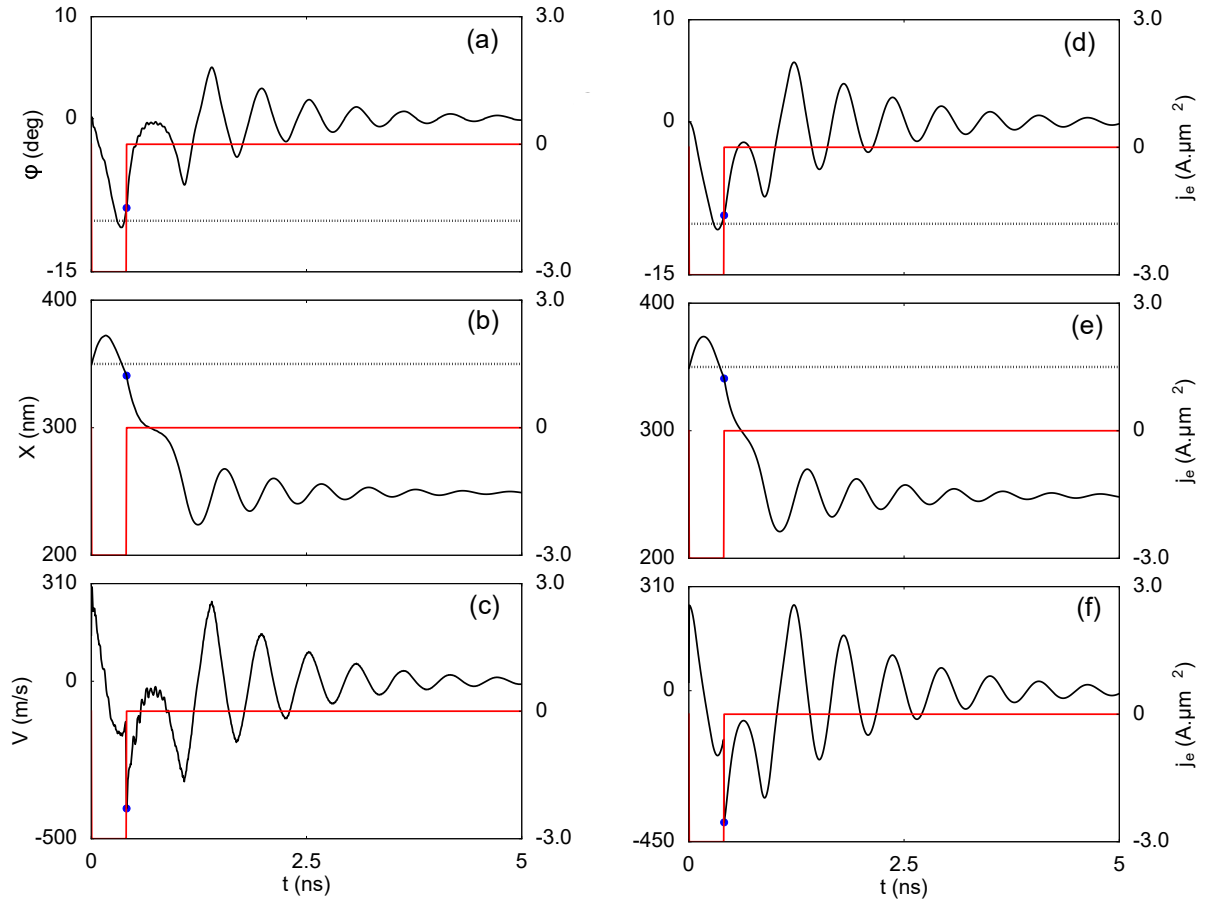 10 3.0 10 3.0
(a) (d)
φ (deg) 0 0 0 0 jₑ (A.μm ²)
-15 -3.0 -15 -3.0
400 3.0 400 3.0
(b) (e)
X (nm) 300 0 300 0 jₑ (A.μm ²)
200 -3.0 200 -3.0
310 3.0 310 3.0
(c) (f)
V (m/s) 0 0 0 0 jₑ (A.μm ²)
-500 -3.0 -450 -3.0
0 2.5 5 0 2.5 5
t (ns) t (ns)